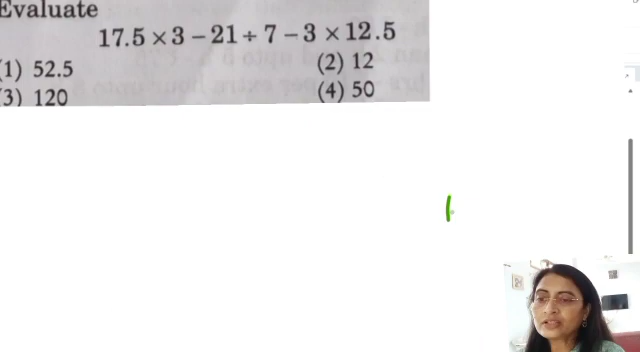 Evaluate
17.5 × 3 – 21 ÷ 7 – 3 × 12.5
(1) 52.5
(2) 12
(3) 120
(4) 50